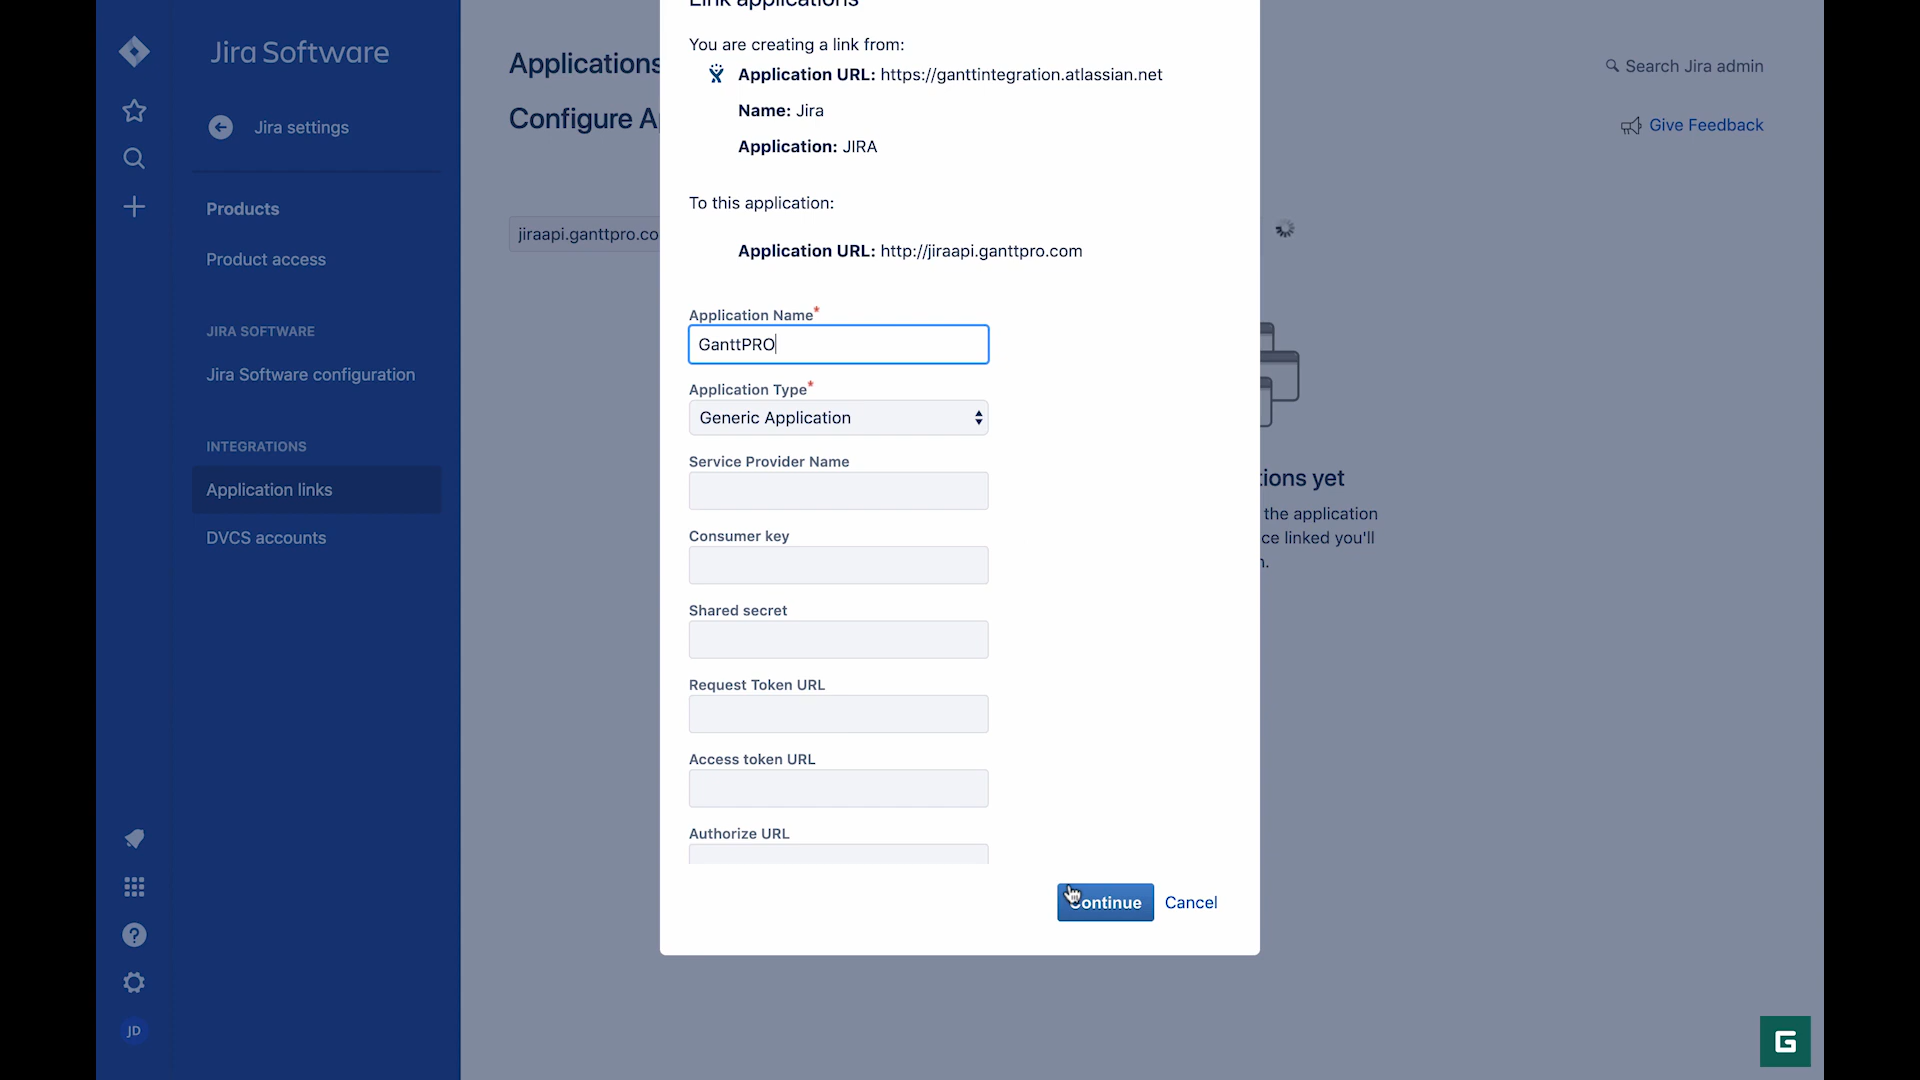 Link applications
You are creating a link from:
Application URL: https://ganttintegration.atlassian.net
Name: Jira
Application: JIRA
To this application:
Application URL: http://jiraapi.ganttpro.com
Application Name*
GanttPRO
Application Type*
Generic Application
Service Provider Name
Consumer key
Shared secret
Request Token URL
Access token URL
Authorize URL
Continue
Cancel
Jira Software
Jira settings
Products
Product access
JIRA SOFTWARE
Jira Software configuration
INTEGRATIONS
Application links
DVCS accounts
JD
Applications
Configure A
jiraapi.ganttpro.co
Search Jira admin
Give Feedback
ions yet
the application
ce linked you'll
n.
G